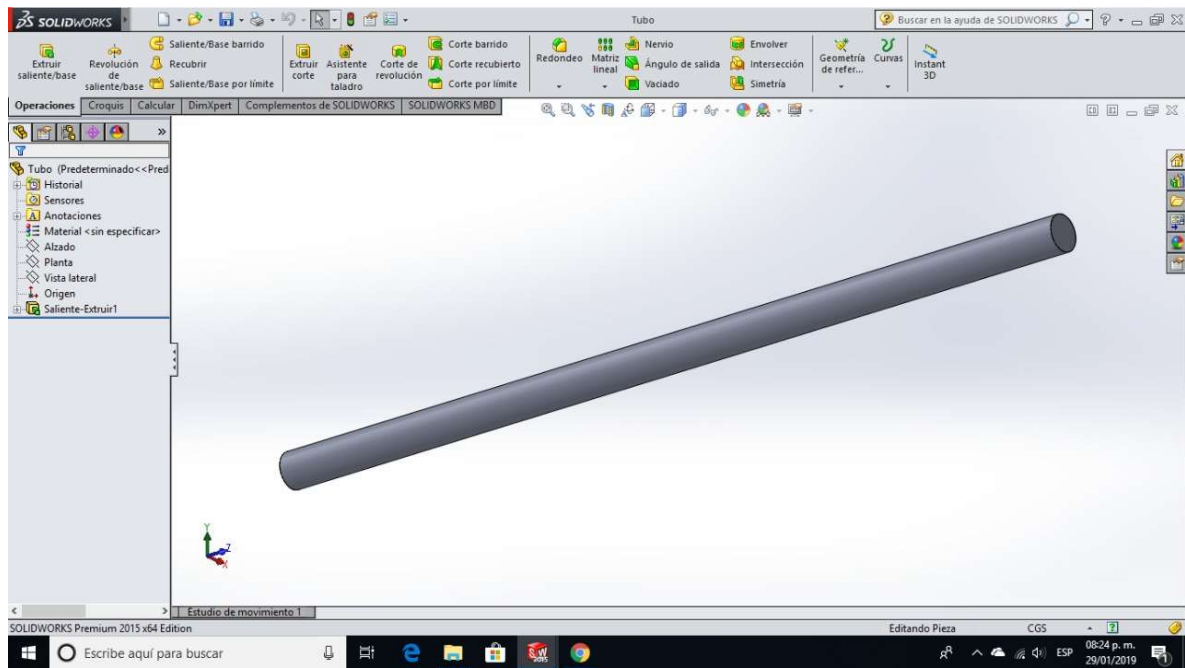 SOLIDWORKS
Tubo
Buscar en la ayuda de SOLIDWORKS
Extruir saliente/base
Revolución de saliente/base
Saliente/Base barrido
Recubrir
Saliente/Base por límite
Extruir corte
Asistente para taladro
Corte de revolución
Corte barrido
Corte recubierto
Corte por límite
Redondeo
Matriz lineal
Nervio
Ángulo de salida
Vaciado
Envolver
Intersección
Simetría
Geometría de refer...
Curvas
Instant 3D
Operaciones
Croquis
Calcular
DimXpert
Complementos de SOLIDWORKS
SOLIDWORKS MBD
Tubo (Predeterminado<<Pred
Historial
Sensores
Anotaciones
Material <sin especificar>
Alzado
Planta
Vista lateral
Origen
Saliente-Extruir1
Y
Z
X
Estudio de movimiento 1
SOLIDWORKS Premium 2015 x64 Edition
Editando Pieza
CGS
Escribe aquí para buscar
ESP
08:24 p. m.
29/01/2019